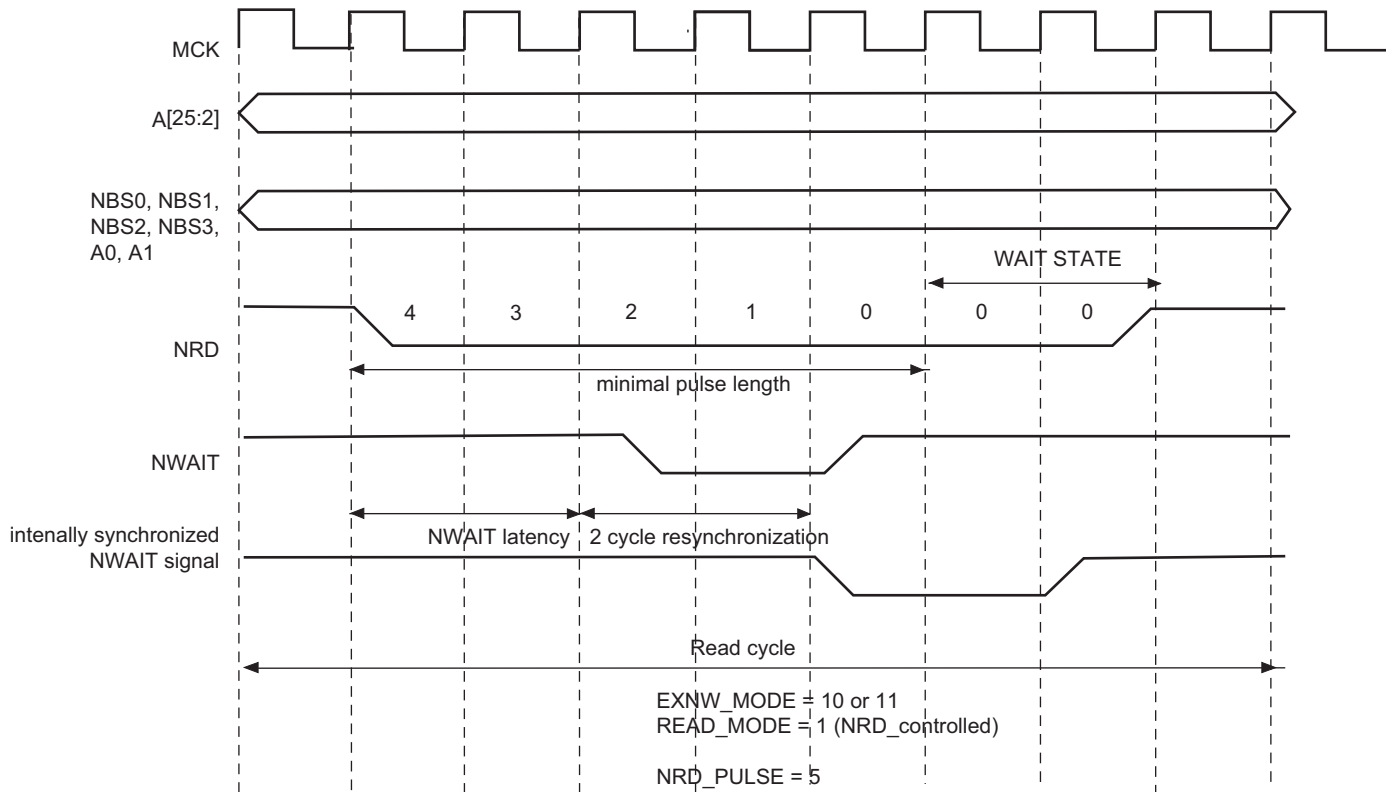 MCK
A[25:2]
NBS0, NBS1,
NBS2, NBS3,
A0, A1
WAIT STATE
4 3 2 1 0 0 0
NRD
minimal pulse length
NWAIT
intenally synchronized
NWAIT signal
NWAIT latency 2 cycle resynchronization
Read cycle
EXNW_MODE = 10 or 11
READ_MODE = 1 (NRD_controlled)
NRD_PULSE = 5